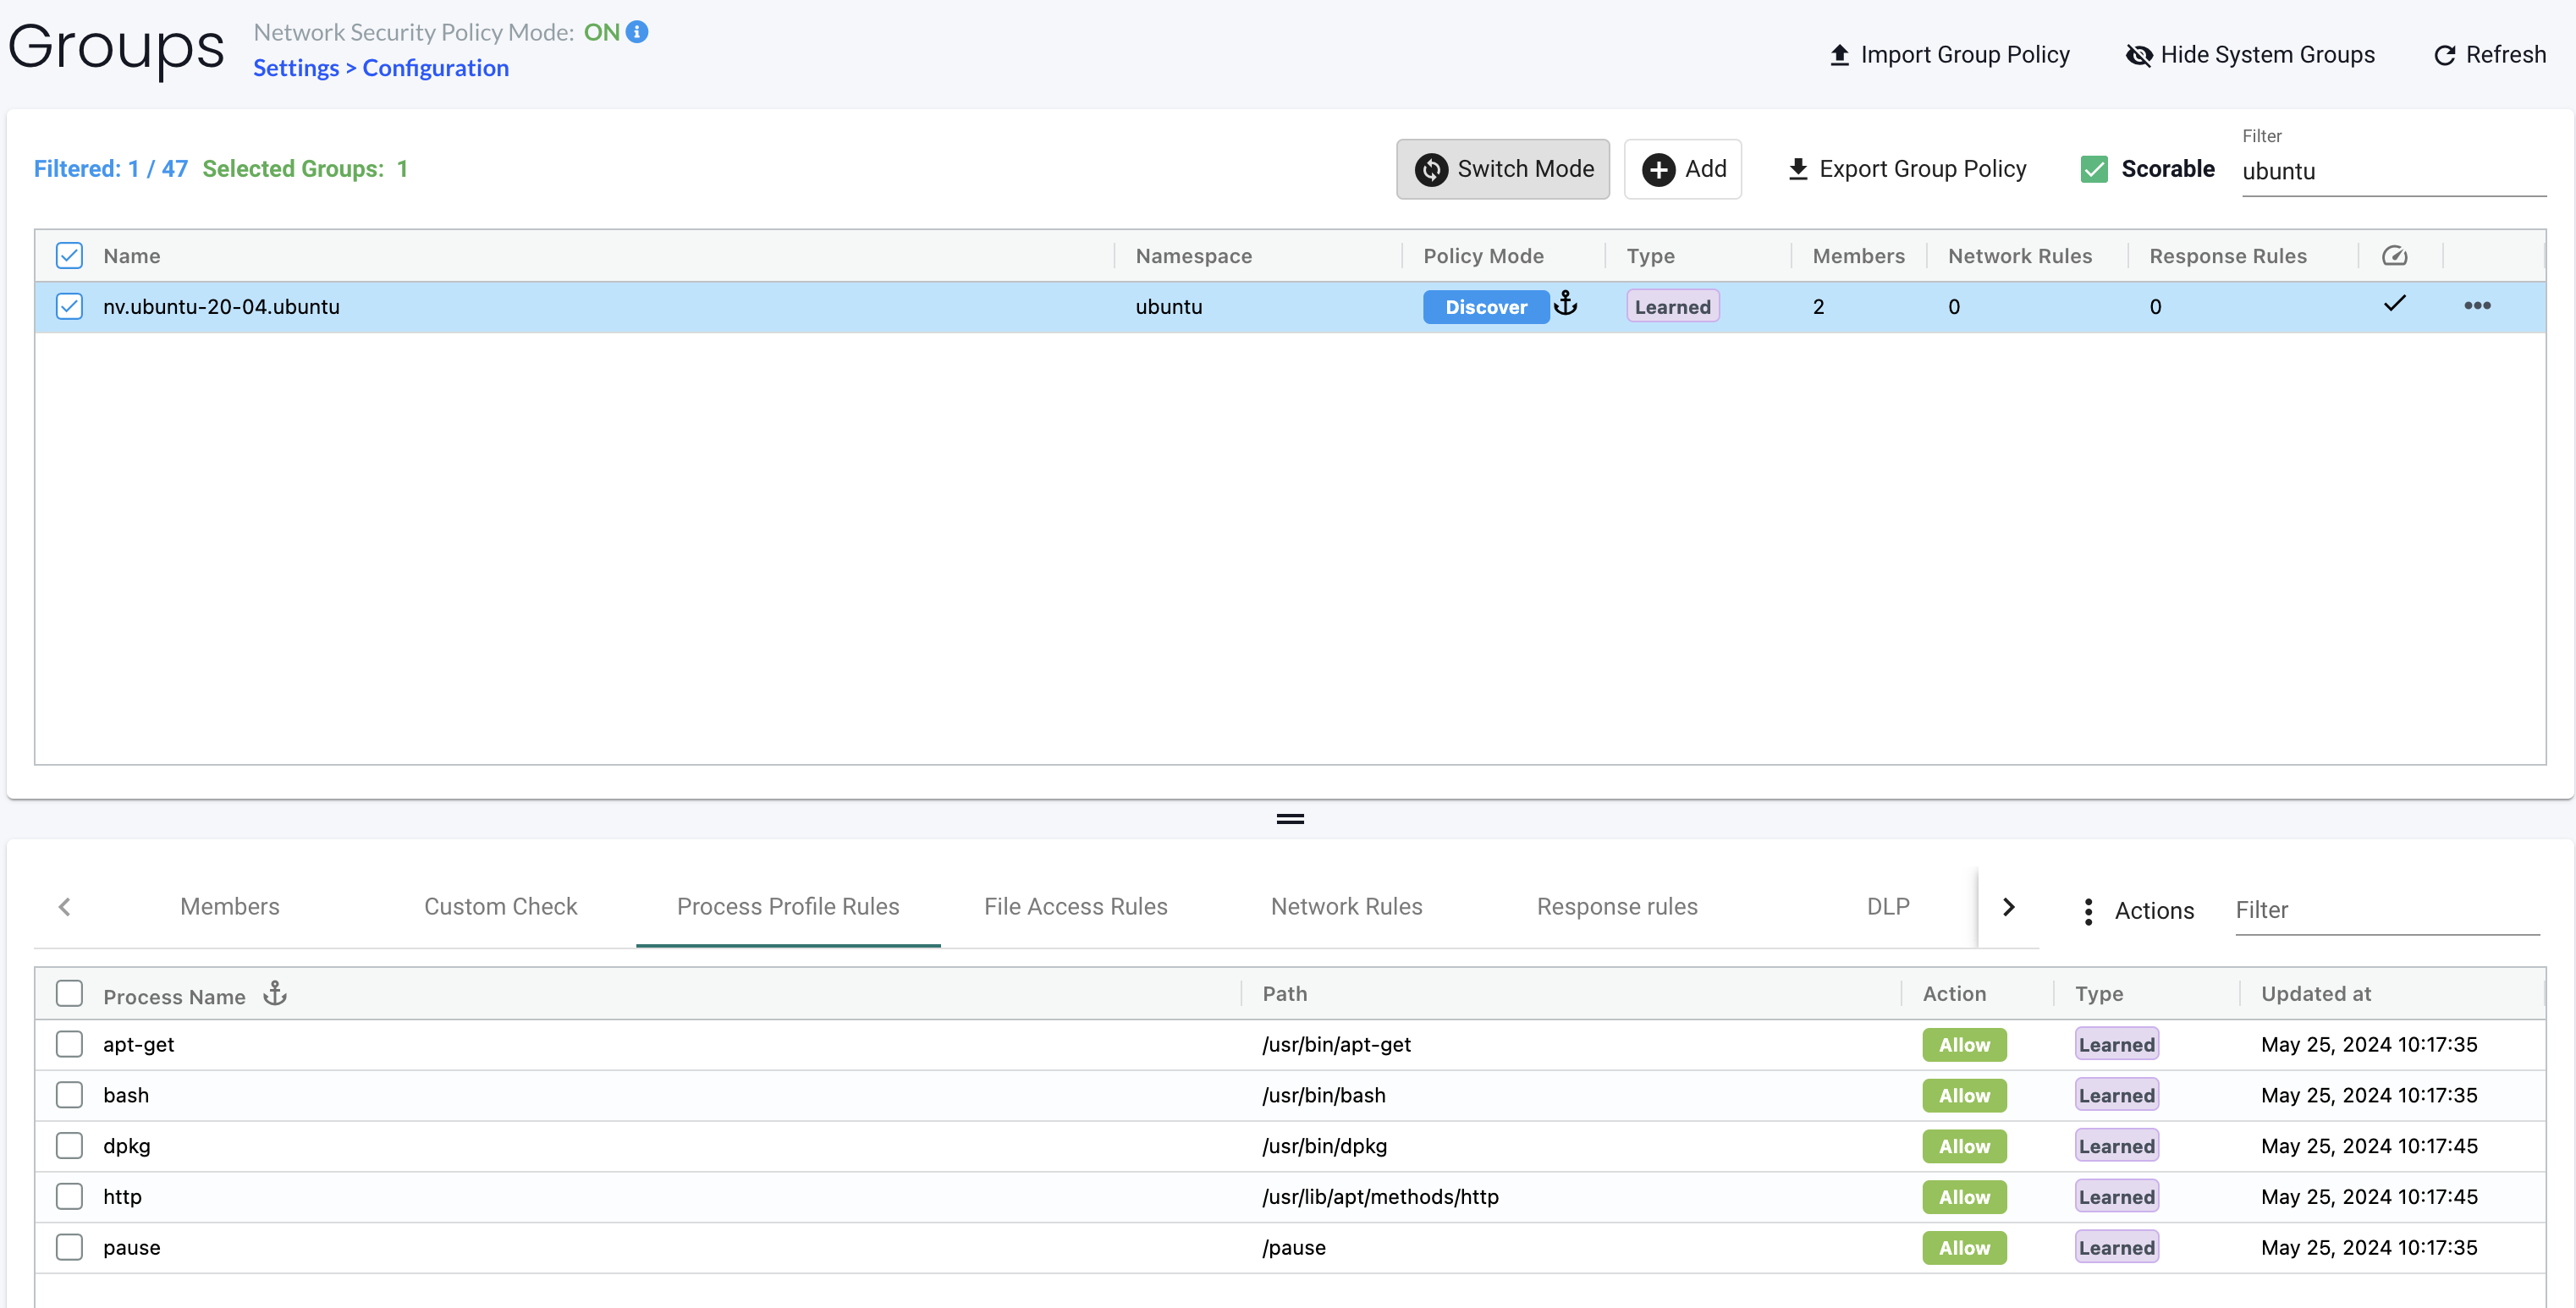 Groups
Network Security Policy Mode: ON
Settings > Configuration
Import Group Policy
Hide System Groups
Refresh
Filtered: 1 / 47 Selected Groups: 1
Switch Mode
Add
Export Group Policy
Scorable
Filter
ubuntu
Name Namespace Policy Mode Type Members Network Rules Response Rules
nv.ubuntu-20-04.ubuntu ubuntu Discover Learned 2 0 0
Members Custom Check Process Profile Rules File Access Rules Network Rules Response rules DLP
Actions
Filter
Process Name Path Action Type Updated at
apt-get /usr/bin/apt-get Allow Learned May 25, 2024 10:17:35
bash /usr/bin/bash Allow Learned May 25, 2024 10:17:35
dpkg /usr/bin/dpkg Allow Learned May 25, 2024 10:17:45
http /usr/lib/apt/methods/http Allow Learned May 25, 2024 10:17:45
pause /pause Allow Learned May 25, 2024 10:17:35